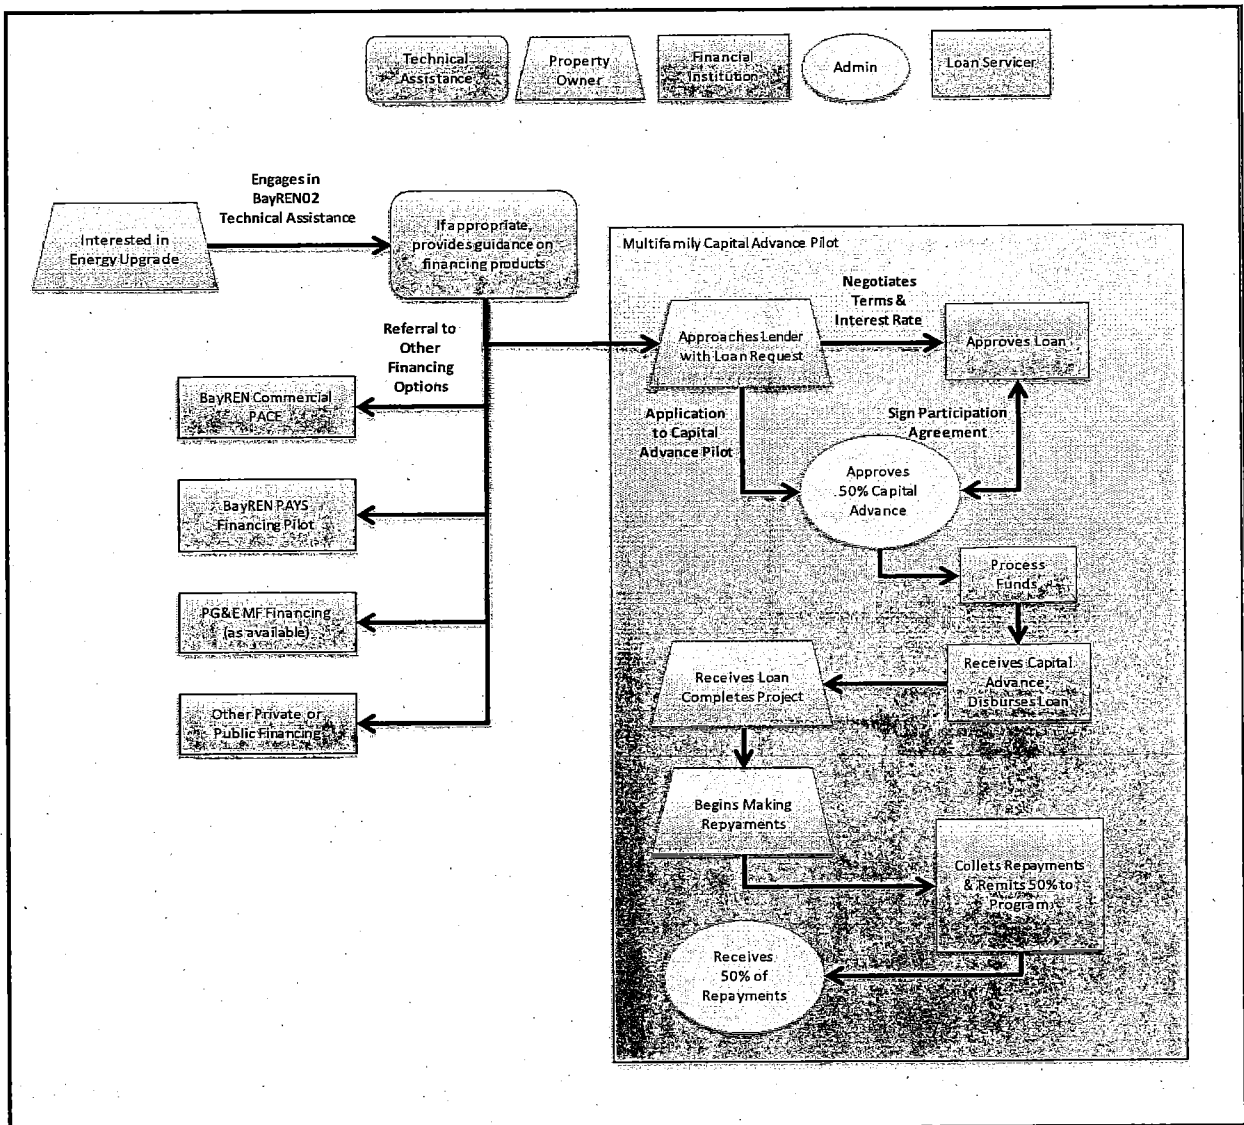 Technical
Assistance
Property
Owner
Financial
Institution
Admin
Loan Servicer
Engages in
BayREN02
Technical Assistance
Interested in
Energy Upgrade
If appropriate,
provides guidance on
financing products
Referral to
Other
Financing
Options
BayREN Commercial
PACE
BayREN PAYS
Financing Pilot
PG&E MF Financing
(as available)
Other Private or
Public Financing
Multifamily Capital Advance Pilot
Negotiates
Terms &
Interest Rate
Approaches Lender
with Loan Request
Approves Loan
Application
to Capital
Advance Pilot
Sign Participation
Agreement
Approves
50% Capital
Advance
Process
Funds
Receives Loan
Completes Project
Receives Capital
Advance,
Disburses Loan
Begins Making
Repyaments
Collets Repayments
& Remits 50% to
Program
Receives
50% of
Repayments